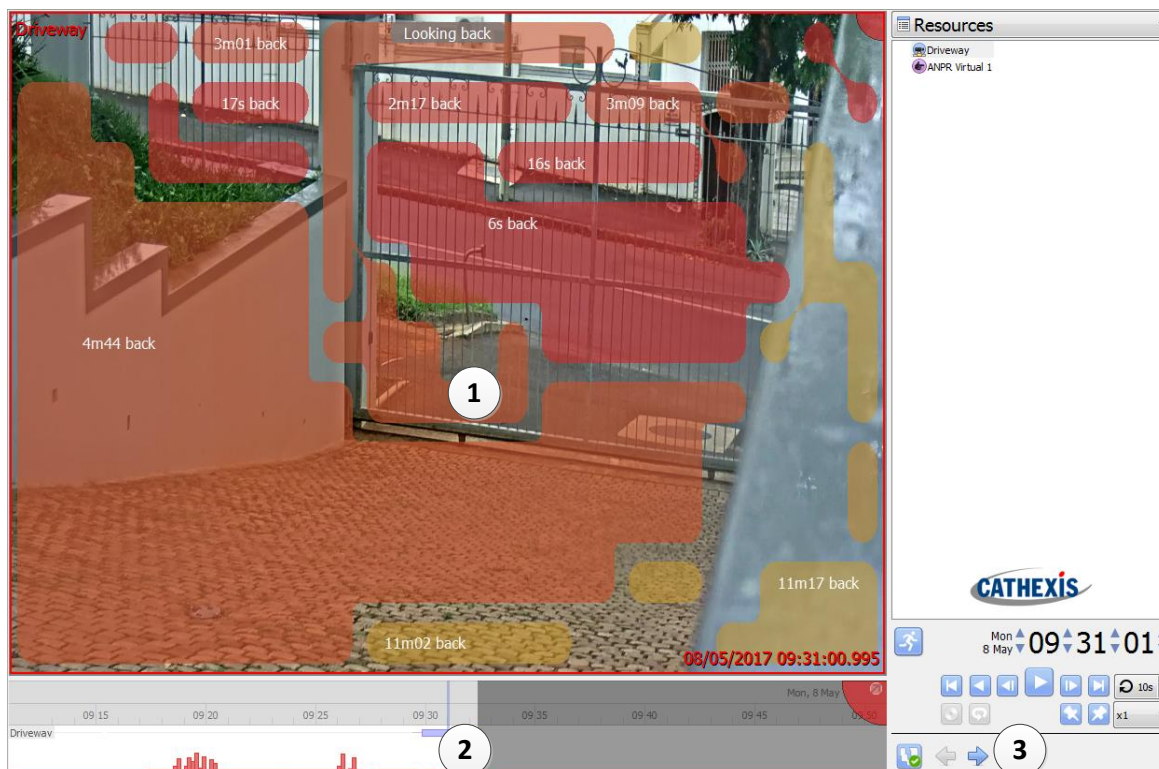 Driveway
Looking back
3m01 back
17s back
2m17 back
3m09 back
16s back
6s back
4m44 back
1
11m17 back
11m02 back
08/05/2017 09:31:00.995
Resources
Driveway
ANPR Virtual 1
CATHEXIS
Mon
8 May
09 31 01
10s
x1
3
Mon, 8 May
09:15
09:20
09:25
09:30
09:35
09:40
09:45
09:50
Driveway
2